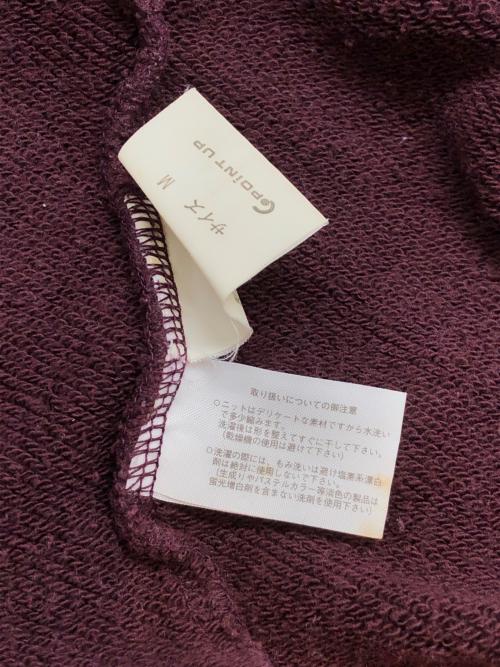 POINT UP
サイズ M
取り扱いについての御注意
○ニットはデリケートな素材ですから水洗い
で多少縮みます。
洗濯後は形を整えてすぐに干して下さい。
(乾燥機の使用は避けて下さい)
○洗濯の際には、もみ洗いは避け塩素系漂白
剤は絶対に使用しないで下さい。
(生成りやパステルカラー等淡色の製品は
蛍光増白剤を含まない洗剤を使用下さい)